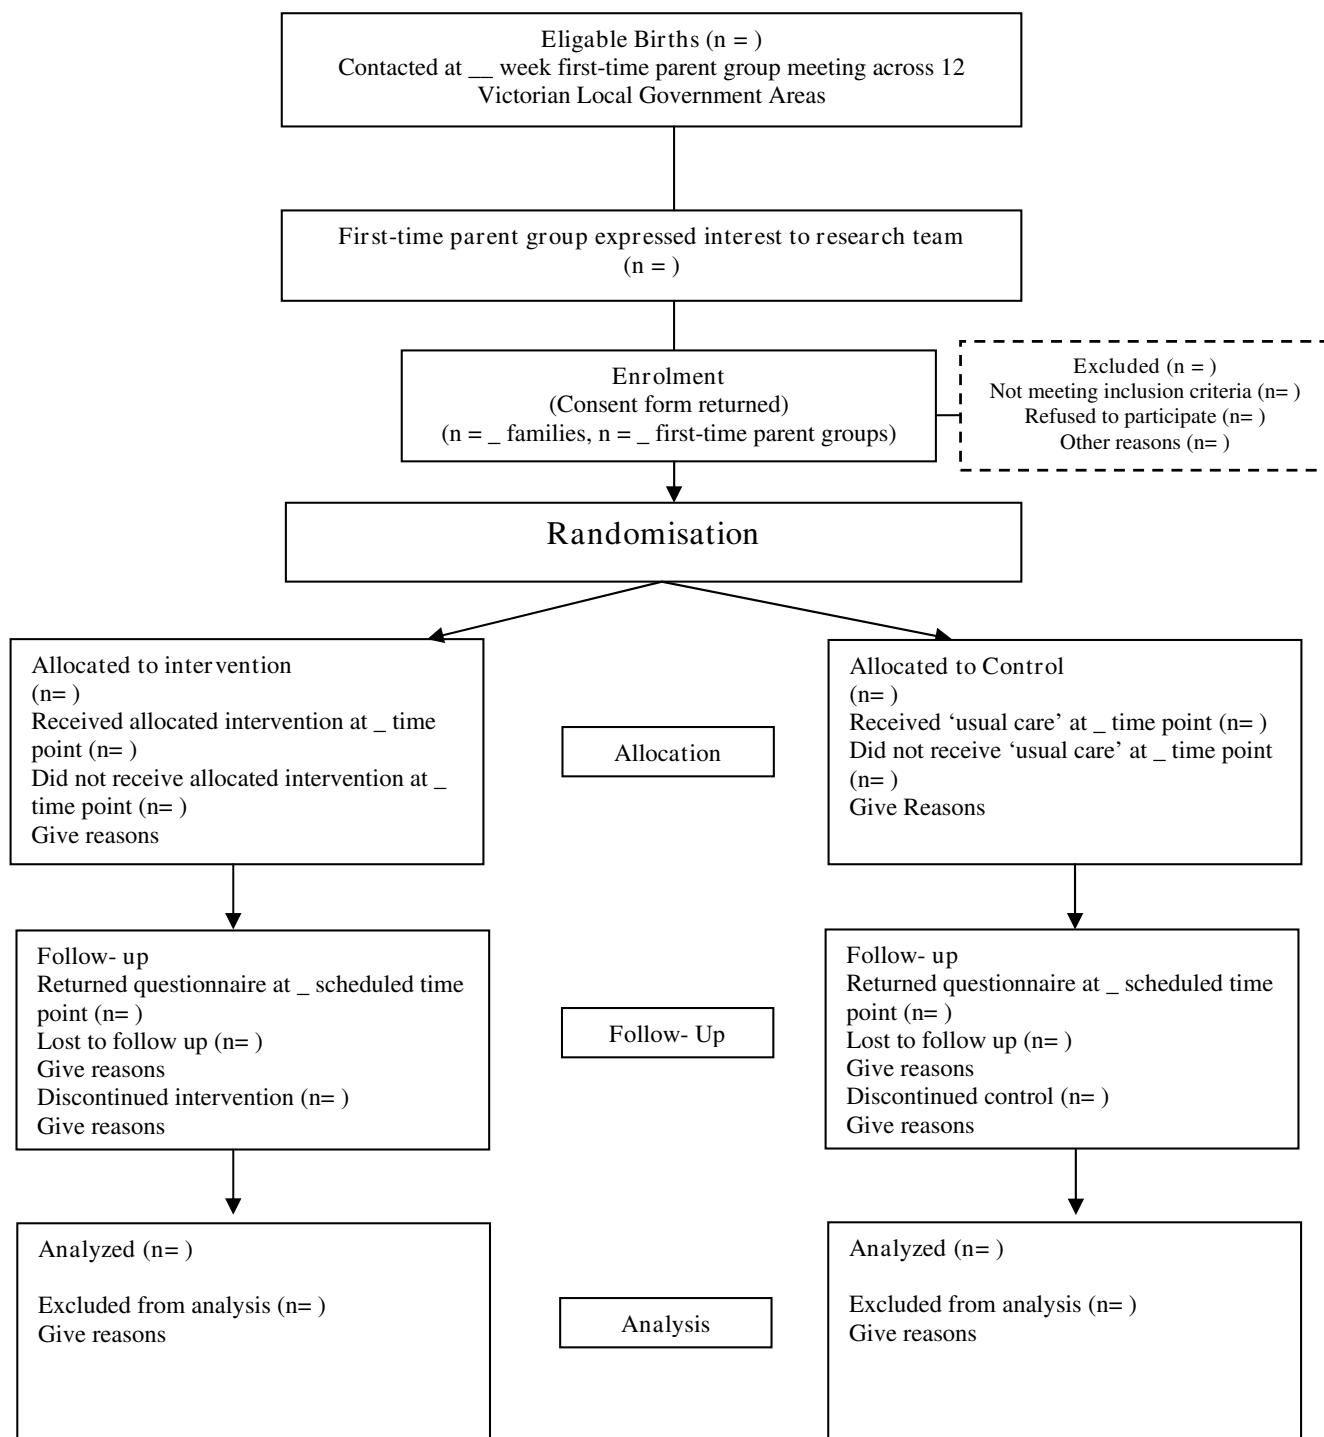 Eligable Births (n = )
Contacted at __ week first-time parent group meeting across 12
Victorian Local Government Areas
First-time parent group expressed interest to research team
(n = )
Enrolment
(Consent form returned)
(n = _ families, n = _ first-time parent groups)
Excluded (n = )
Not meeting inclusion criteria (n= )
Refused to participate (n= )
Other reasons (n= )
Randomisation
Allocated to intervention
(n= )
Received allocated intervention at _ time
point (n= )
Did not receive allocated intervention at _
time point (n= )
Give reasons
Allocation
Allocated to Control
(n= )
Received ‘usual care’ at _ time point (n= )
Did not receive ‘usual care’ at _ time point
(n= )
Give Reasons
Follow- up
Returned questionnaire at _ scheduled time
point (n= )
Lost to follow up (n= )
Give reasons
Discontinued intervention (n= )
Give reasons
Follow- Up
Follow- up
Returned questionnaire at _ scheduled time
point (n= )
Lost to follow up (n= )
Give reasons
Discontinued control (n= )
Give reasons
Analyzed (n= )
Excluded from analysis (n= )
Give reasons
Analysis
Analyzed (n= )
Excluded from analysis (n= )
Give reasons